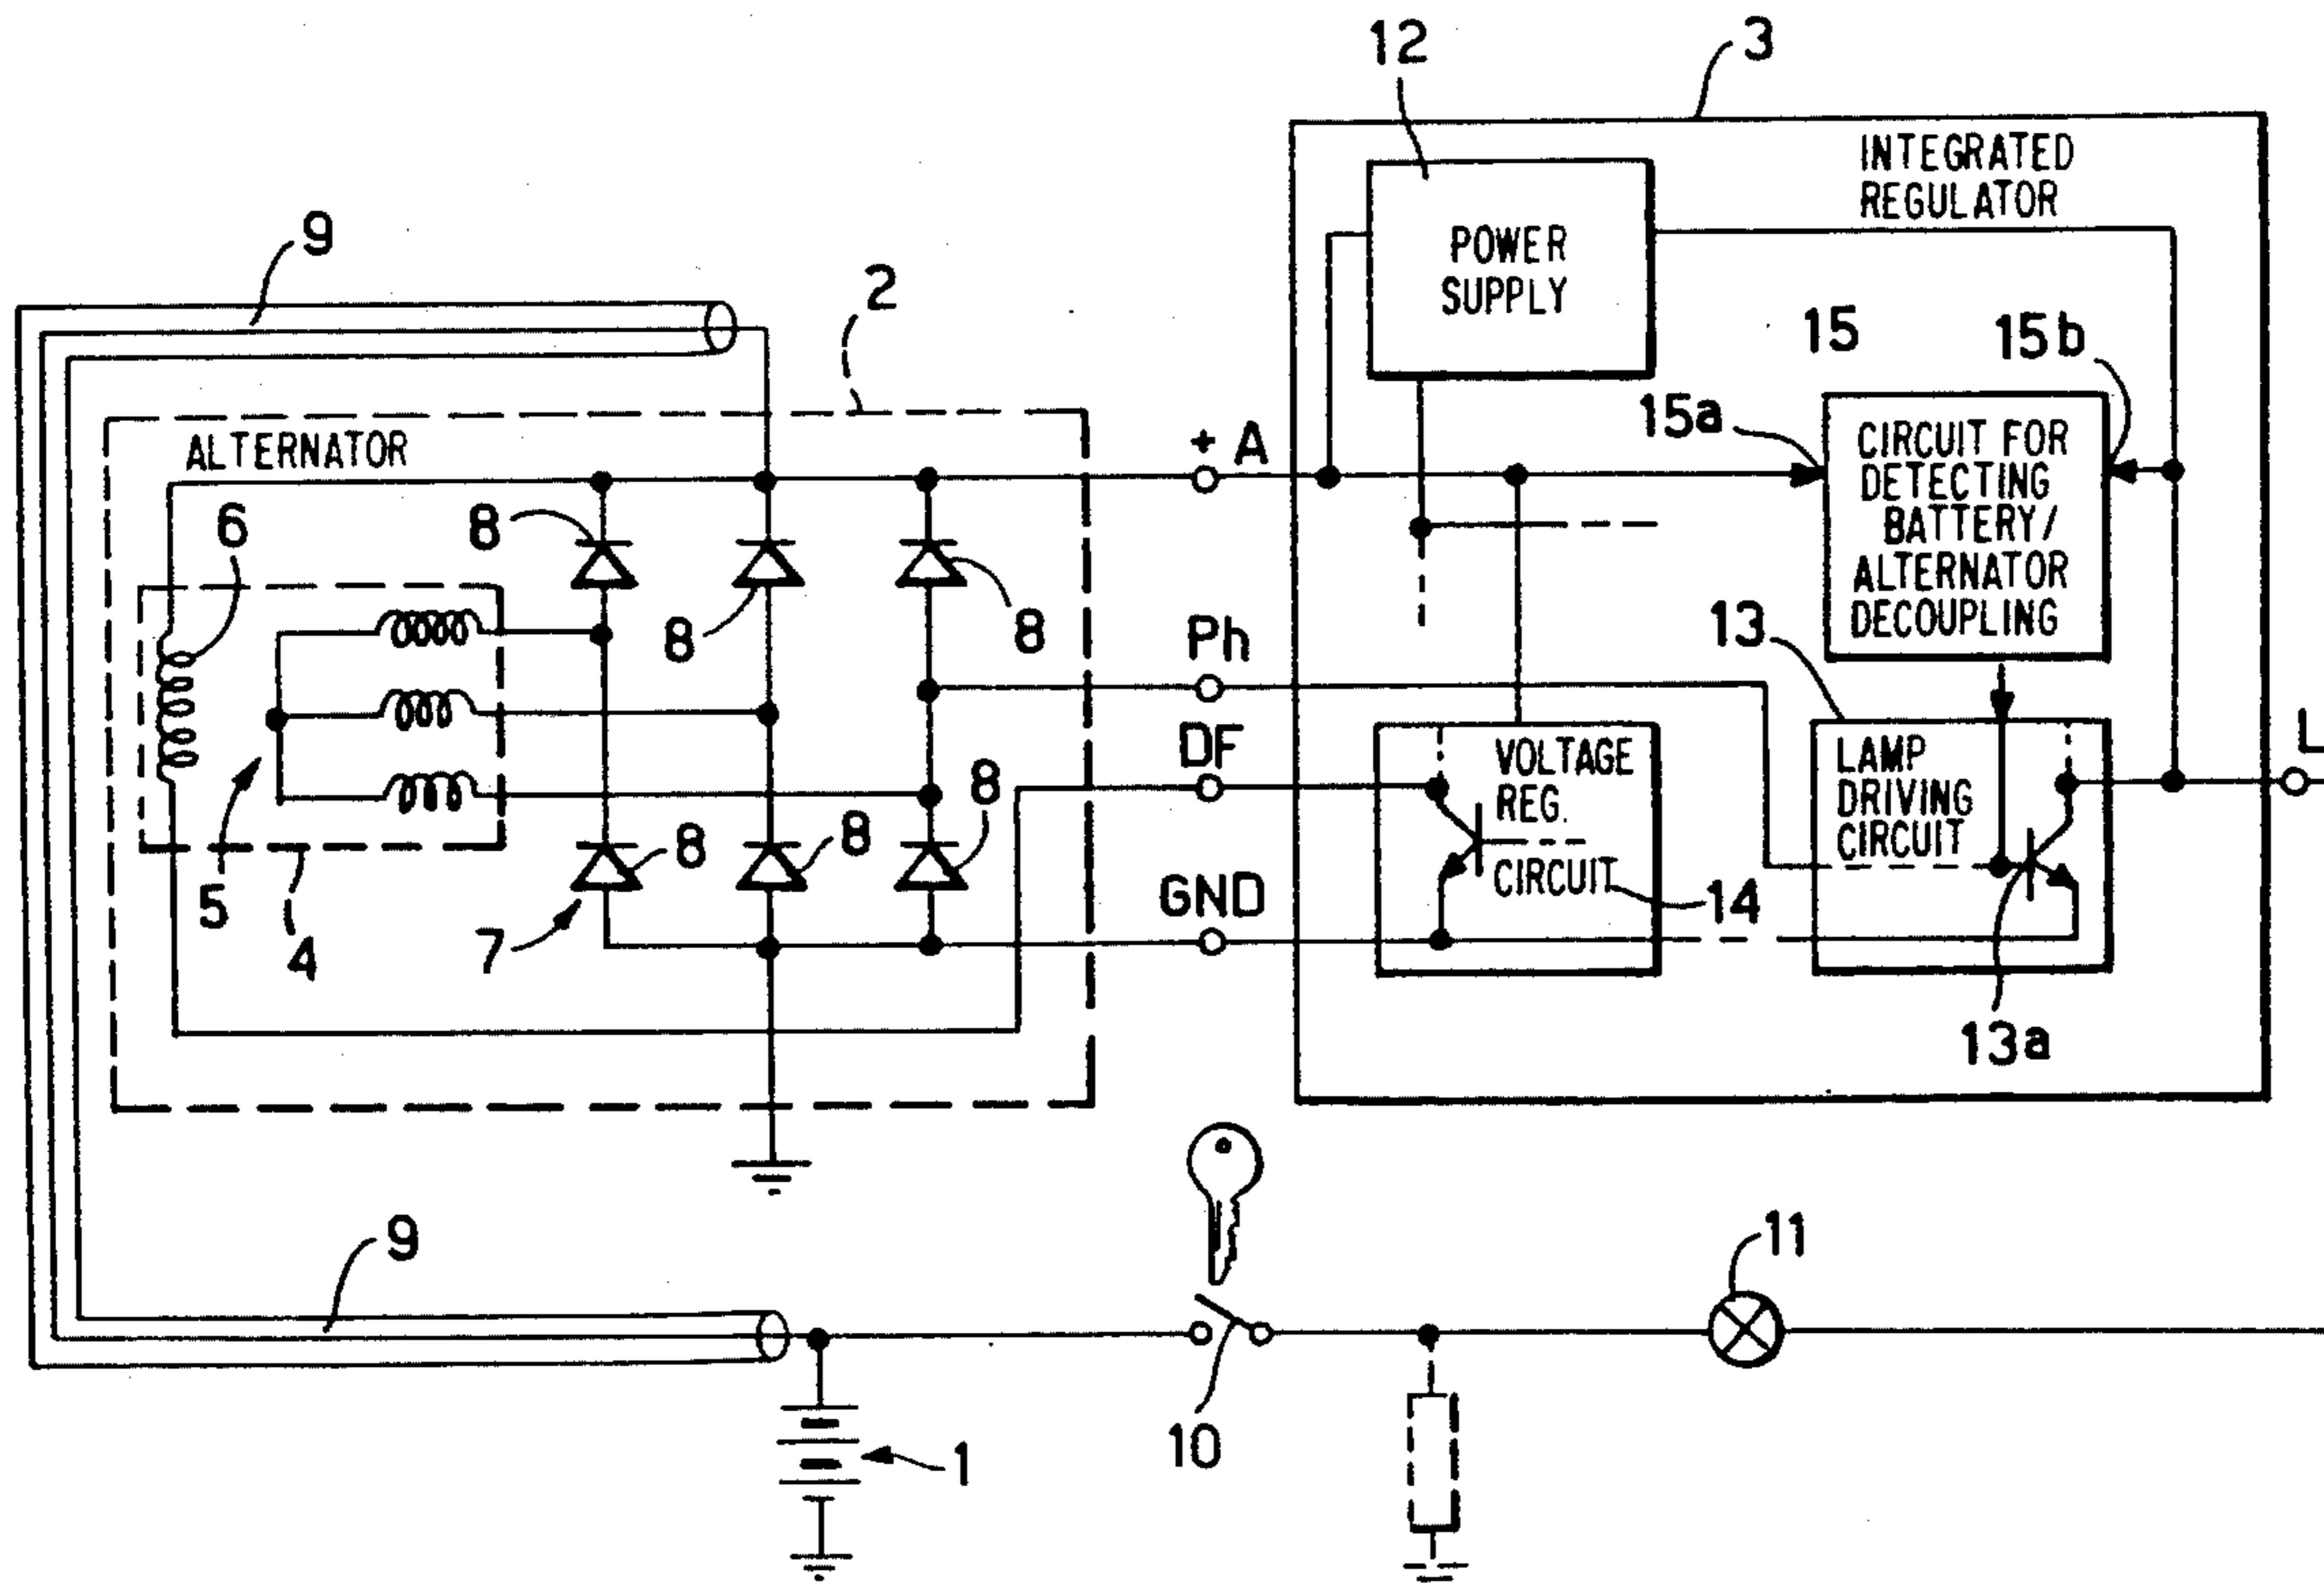 12
3
INTEGRATED
REGULATOR
POWER
SUPPLY
9
2
15
15b
15a
+ A
ALTERNATOR
CIRCUIT FOR
DETECTING
BATTERY/
ALTERNATOR
DECOUPLING
6
8
8
8
13
Ph
DF
L
VOLTAGE
REG.
CIRCUIT
14
LAMP
DRIVING
CIRCUIT
8
8
8
5
4
7
GND
13a
9
10
11
1